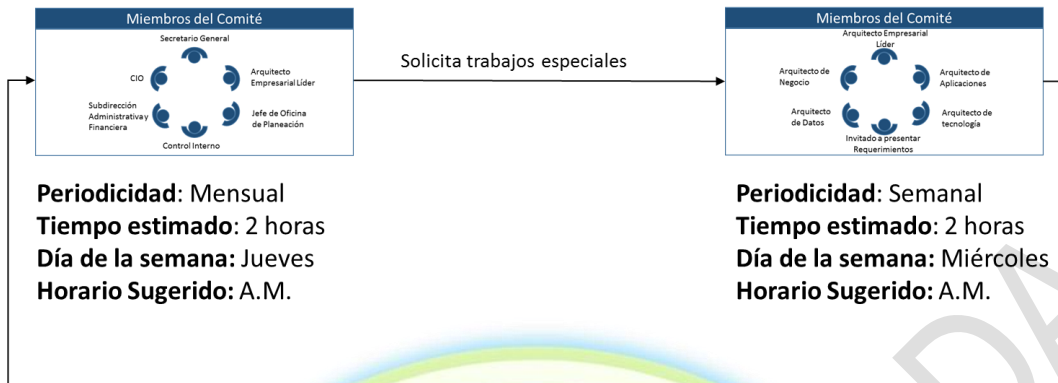 Miembros del Comité
Secretario General
CIO
Arquitecto
Empresarial Líder
Subdirección
Administrativa y
Financiera
Jefe de Oficina
de Planeación
Control Interno
Solicita trabajos especiales
Miembros del Comité
Arquitecto Empresarial
Líder
Arquitecto de
Negocio
Arquitecto de
Aplicaciones
Arquitecto
de Datos
Arquitecto de
tecnología
Invitado a presentar
Requerimientos
Periodicidad: Mensual
Tiempo estimado: 2 horas
Día de la semana: Jueves
Horario Sugerido: A.M.
Periodicidad: Semanal
Tiempo estimado: 2 horas
Día de la semana: Miércoles
Horario Sugerido: A.M.
DA